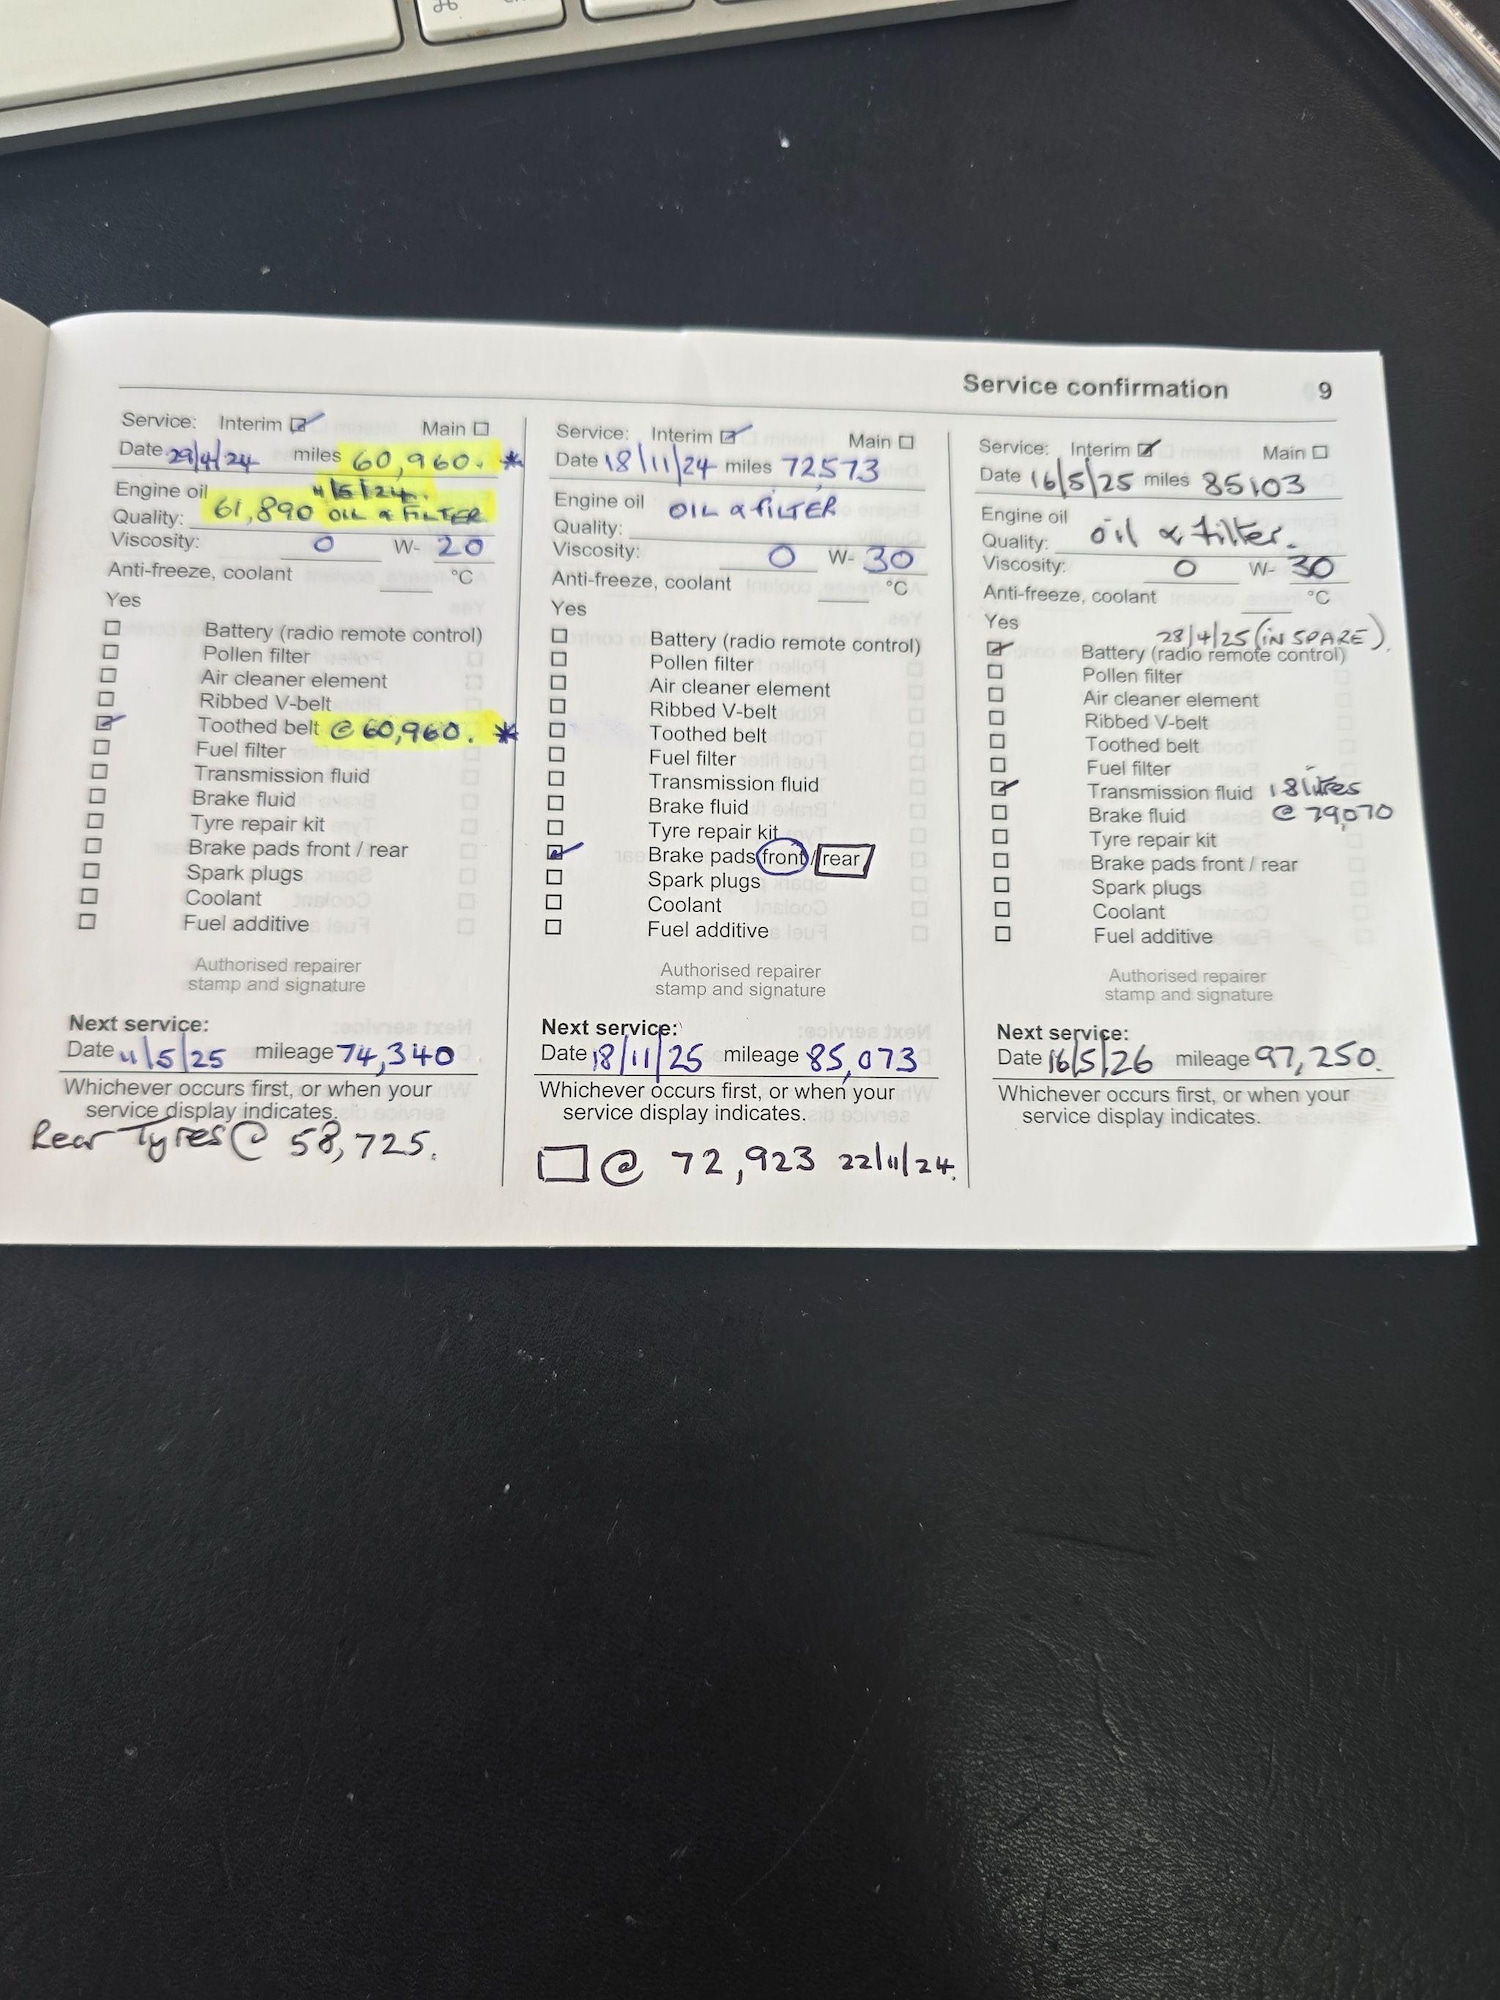 Service confirmation 9
Service: Interim Main
Date 29/4/24 miles 60,960.
Engine oil 4/5/24.
Quality: 61,890 OIL & FILTER
Viscosity: 0 W- 20
Anti-freeze, coolant °C
Yes
Battery (radio remote control)
Pollen filter
Air cleaner element
Ribbed V-belt
Toothed belt @ 60,960. *
Fuel filter
Transmission fluid
Brake fluid
Tyre repair kit
Brake pads front / rear
Spark plugs
Coolant
Fuel additive
Authorised repairer
stamp and signature
Next service:
Date 4/5/25 mileage 74,340
Whichever occurs first, or when your
service display indicates.
Rear Tyres @ 58,725.
Service: Interim Main
Date 18/11/24 miles 72,573
Engine oil OIL & FILTER
Quality:
Viscosity: 0 W- 30
Anti-freeze, coolant °C
Yes
Battery (radio remote control)
Pollen filter
Air cleaner element
Ribbed V-belt
Toothed belt
Fuel filter
Transmission fluid
Brake fluid
Tyre repair kit
Brake pads front / rear
Spark plugs
Coolant
Fuel additive
Authorised repairer
stamp and signature
Next service:
Date 18/11/25 mileage 85,073
Whichever occurs first, or when your
service display indicates.
@ 72,923 22/11/24.
Service: Interim Main
Date 16/5/25 miles 85103
Engine oil
Quality: oil & filter.
Viscosity: 0 W- 30
Anti-freeze, coolant °C
Yes 28/4/25 (IN SPARE).
Battery (radio remote control)
Pollen filter
Air cleaner element
Ribbed V-belt
Toothed belt
Fuel filter
Transmission fluid 18 litres
Brake fluid @ 79,070
Tyre repair kit
Brake pads front / rear
Spark plugs
Coolant
Fuel additive
Authorised repairer
stamp and signature
Next service:
Date 16/5/26 mileage 97,250.
Whichever occurs first, or when your
service display indicates.